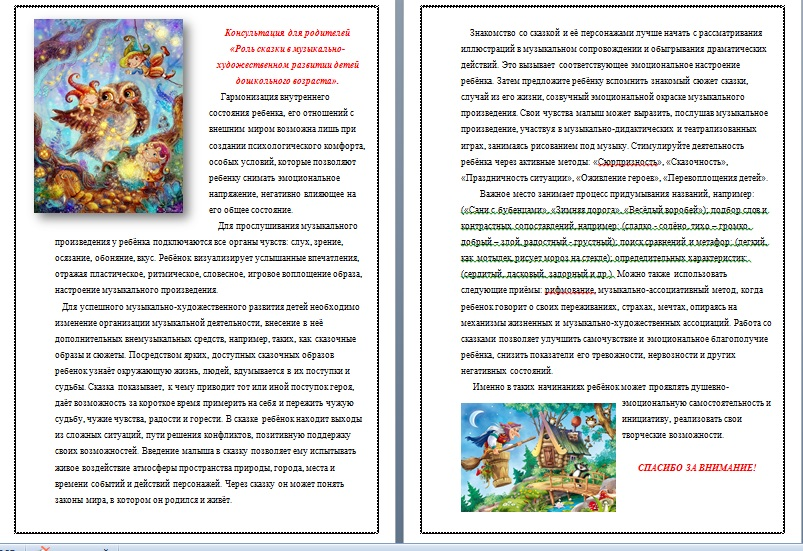 Консультация для родителей
«Роль сказки в музыкально-
художественном развитии детей
дошкольного возраста».
Гармонизация внутреннего
состояния ребенка, его отношений с
внешним миром возможна лишь при
создании психологического комфорта,
особых условий, которые позволяют
ребенку снимать эмоциональное
напряжение, негативно влияющее на
его общее состояние.
Для прослушивания музыкального
произведения у ребёнка подключаются все органы чувств: слух, зрение,
осязание, обоняние, вкус. Ребёнок визуализирует услышанные впечатления,
отражая пластическое, ритмическое, словесное, игровое воплощение образа,
настроение музыкального произведения.
Для успешного музыкально-художественного развития детей необходимо
изменение организации музыкальной деятельности, внесение в неё
дополнительных внемузыкальных средств, например, таких, как сказочные
образы и сюжеты. Посредством ярких, доступных сказочных образов
ребенок узнаёт окружающую жизнь, людей, вдумывается в их поступки и
судьбы. Сказка показывает, к чему приводит тот или иной поступок героя,
даёт возможность за короткое время примерить на себя и пережить чужую
судьбу, чужие чувства, радости и горести. В сказке ребёнок находит выходы
из сложных ситуаций, пути решения конфликтов, позитивную поддержку
своих возможностей. Введение малыша в сказку позволяет ему испытывать
живое воздействие атмосферы пространства природы, города, места и
времени событий и действий персонажей. Через сказку он может понять
законы мира, в котором он родился и живёт.
Знакомство со сказкой и её персонажами лучше начать с рассматривания
иллюстраций в музыкальном сопровождении и обыгрывания драматических
действий. Это вызывает соответствующее эмоциональное настроение
ребёнка. Затем предложите ребёнку вспомнить знакомый сюжет сказки,
случай из его жизни, созвучный эмоциональной окраске музыкального
произведения. Свои чувства малыш может выразить, послушав музыкальное
произведение, участвуя в музыкально-дидактических и театрализованных
играх, занимаясь рисованием под музыку. Стимулируйте деятельность
ребёнка через активные методы: «Сюрпризность», «Сказочность»,
«Праздничность ситуации», «Оживление героев», «Перевоплощения детей».
Важное место занимает процесс придумывания названий, например:
(«Сани с бубенцами», «Зимняя дорога», «Весёлый воробей»); подбор слов и
контрастных сопоставлений, например: (сладко - солёно, тихо – громко,
добрый – злой, радостный - грустный); поиск сравнений и метафор: (легкий,
как мотылек, рисует мороз на стекле); определительных характеристик:
(сердитый, ласковый, задорный и др.). Можно также использовать
следующие приёмы: рифмование, музыкально-ассоциативный метод, когда
ребенок говорит о своих переживаниях, страхах, мечтах, опираясь на
механизмы жизненных и музыкально-художественных ассоциаций. Работа со
сказками позволяет улучшить самочувствие и эмоциональное благополучие
ребёнка, снизить показатели его тревожности, нервозности и других
негативных состояний.
Именно в таких начинаниях ребёнок может проявлять душевно-
эмоциональную самостоятельность и
инициативу, реализовать свои
творческие возможности.
СПАСИБО ЗА ВНИМАНИЕ!